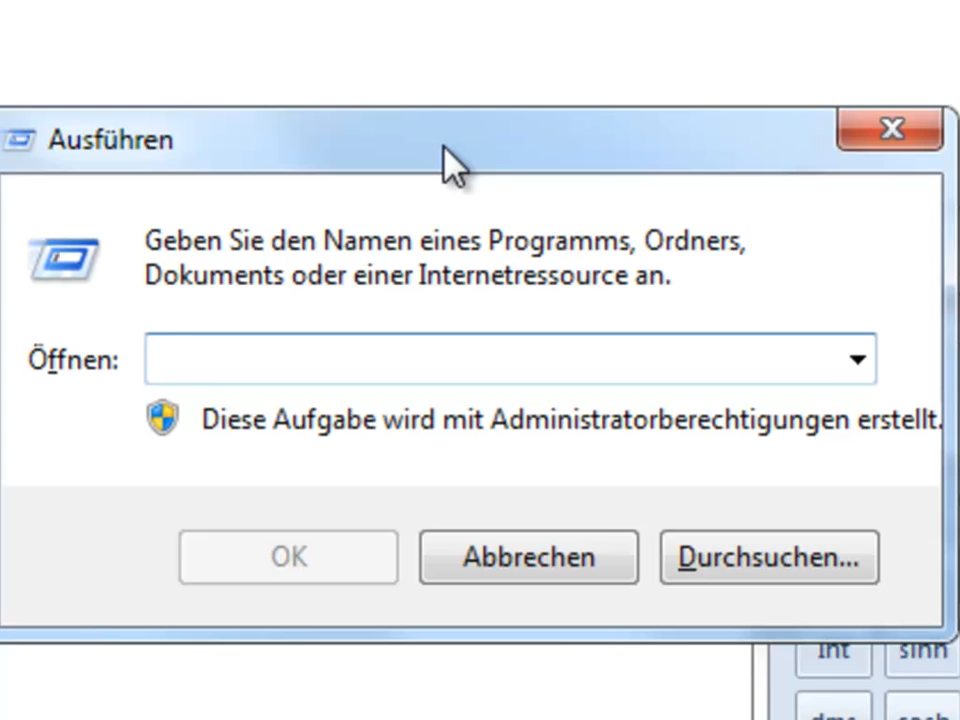 Ausführen
Geben Sie den Namen eines Programms, Ordners,
Dokuments oder einer Internetressource an.
Öffnen:
Diese Aufgabe wird mit Administratorberechtigungen erstellt.
OK
Abbrechen
Durchsuchen...
Int
sinh
dms